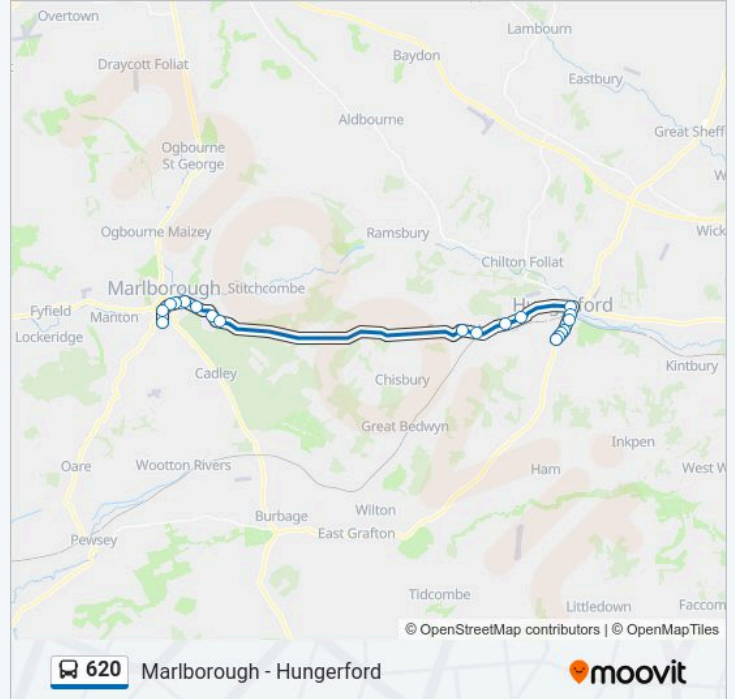 Overtown
Lambourn
Baydon
Draycott Foliat
Eastbury
Aldbourne
Great Sheff
Ogbourne
St George
W
Ogbourne Maizey
Ramsbury
Wick
Chilton Foliat
Marlborough
Stitchcombe
Hungerford
Fyfield
Manton
Lockeridge
Kintbury
Cadley
Chisbury
Great Bedwyn
Inkpen
Oare
Wootton Rivers
Ham
West W
Wilton
Burbage
East Grafton
Pewsey
Tidcombe
Littledown
Faccom
© OpenStreetMap contributors | © OpenMapTiles
620 Marlborough - Hungerford
moovit